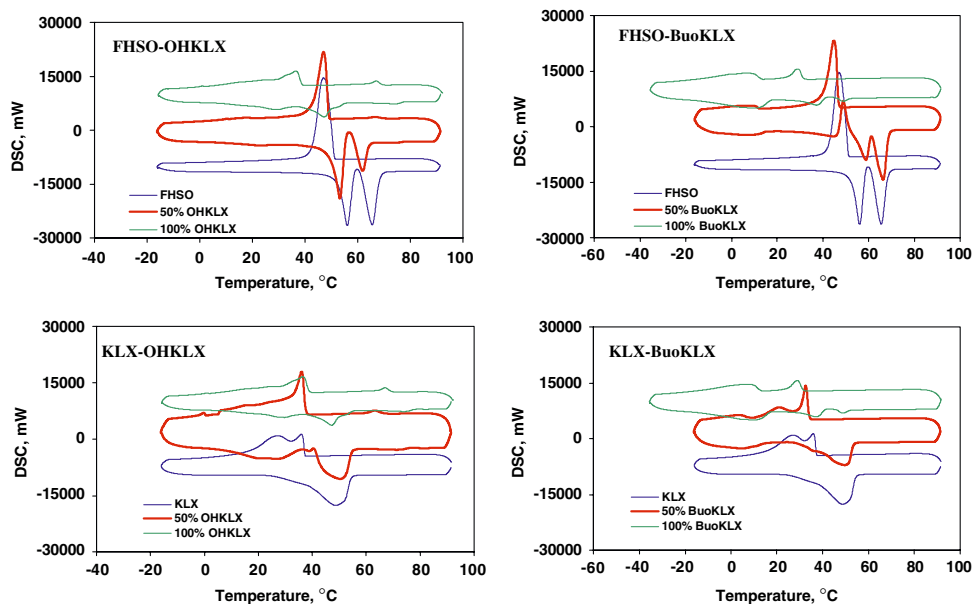 FHSO-OHKLX
DSC, mW
30000
15000
0
-15000
-30000
FHSO
50% OHKLX
100% OHKLX
-40 -20 0 20 40 60 80 100
Temperature, °C
FHSO-BuoKLX
DSC, mW
30000
15000
0
-15000
-30000
FHSO
50% BuoKLX
100% BuoKLX
-60 -40 -20 0 20 40 60 80 100
Temperature, °C
KLX-OHKLX
DSC, mW
30000
15000
0
-15000
-30000
KLX
50% OHKLX
100% OHKLX
-40 -20 0 20 40 60 80 100
Temperature, °C
KLX-BuoKLX
DSC, mW
30000
15000
0
-15000
-30000
KLX
50% BuoKLX
100% BuoKLX
-60 -40 -20 0 20 40 60 80 100
Temperature, °C